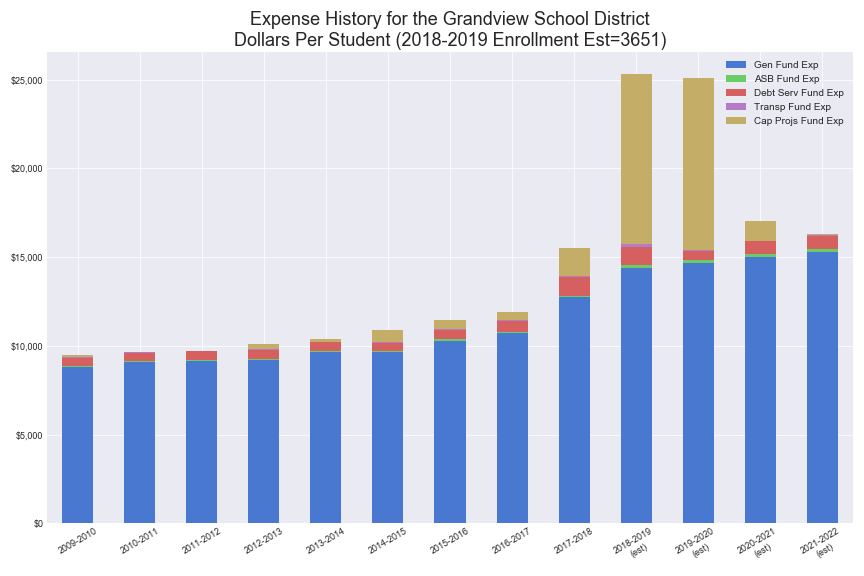 Expense History for the Grandview School District
Dollars Per Student (2018-2019 Enrollment Est=3651)
Gen Fund Exp
ASB Fund Exp
Debt Serv Fund Exp
Transp Fund Exp
Cap Projs Fund Exp
$25,000
$20,000
$15,000
$10,000
$5,000
$0
2009-2010
2010-2011
2011-2012
2012-2013
2013-2014
2014-2015
2015-2016
2016-2017
2017-2018
2018-2019
(est)
2019-2020
(est)
2020-2021
(est)
2021-2022
(est)